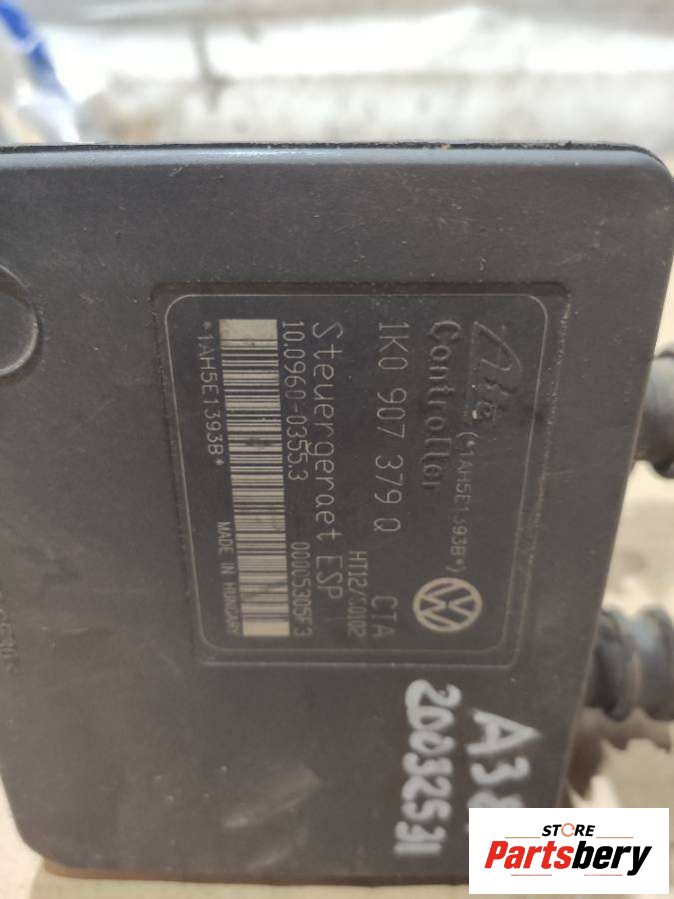 Ate (*1AH5E1393B*)
Controller
1K0 907 379 Q CTA
HT12/
Steuergeraet ESP
10.0960-0355.3 00005305F3
*1AH5E1393B* MADE IN HUNGARY
VW
A38
20032531
STORE
Partsbery